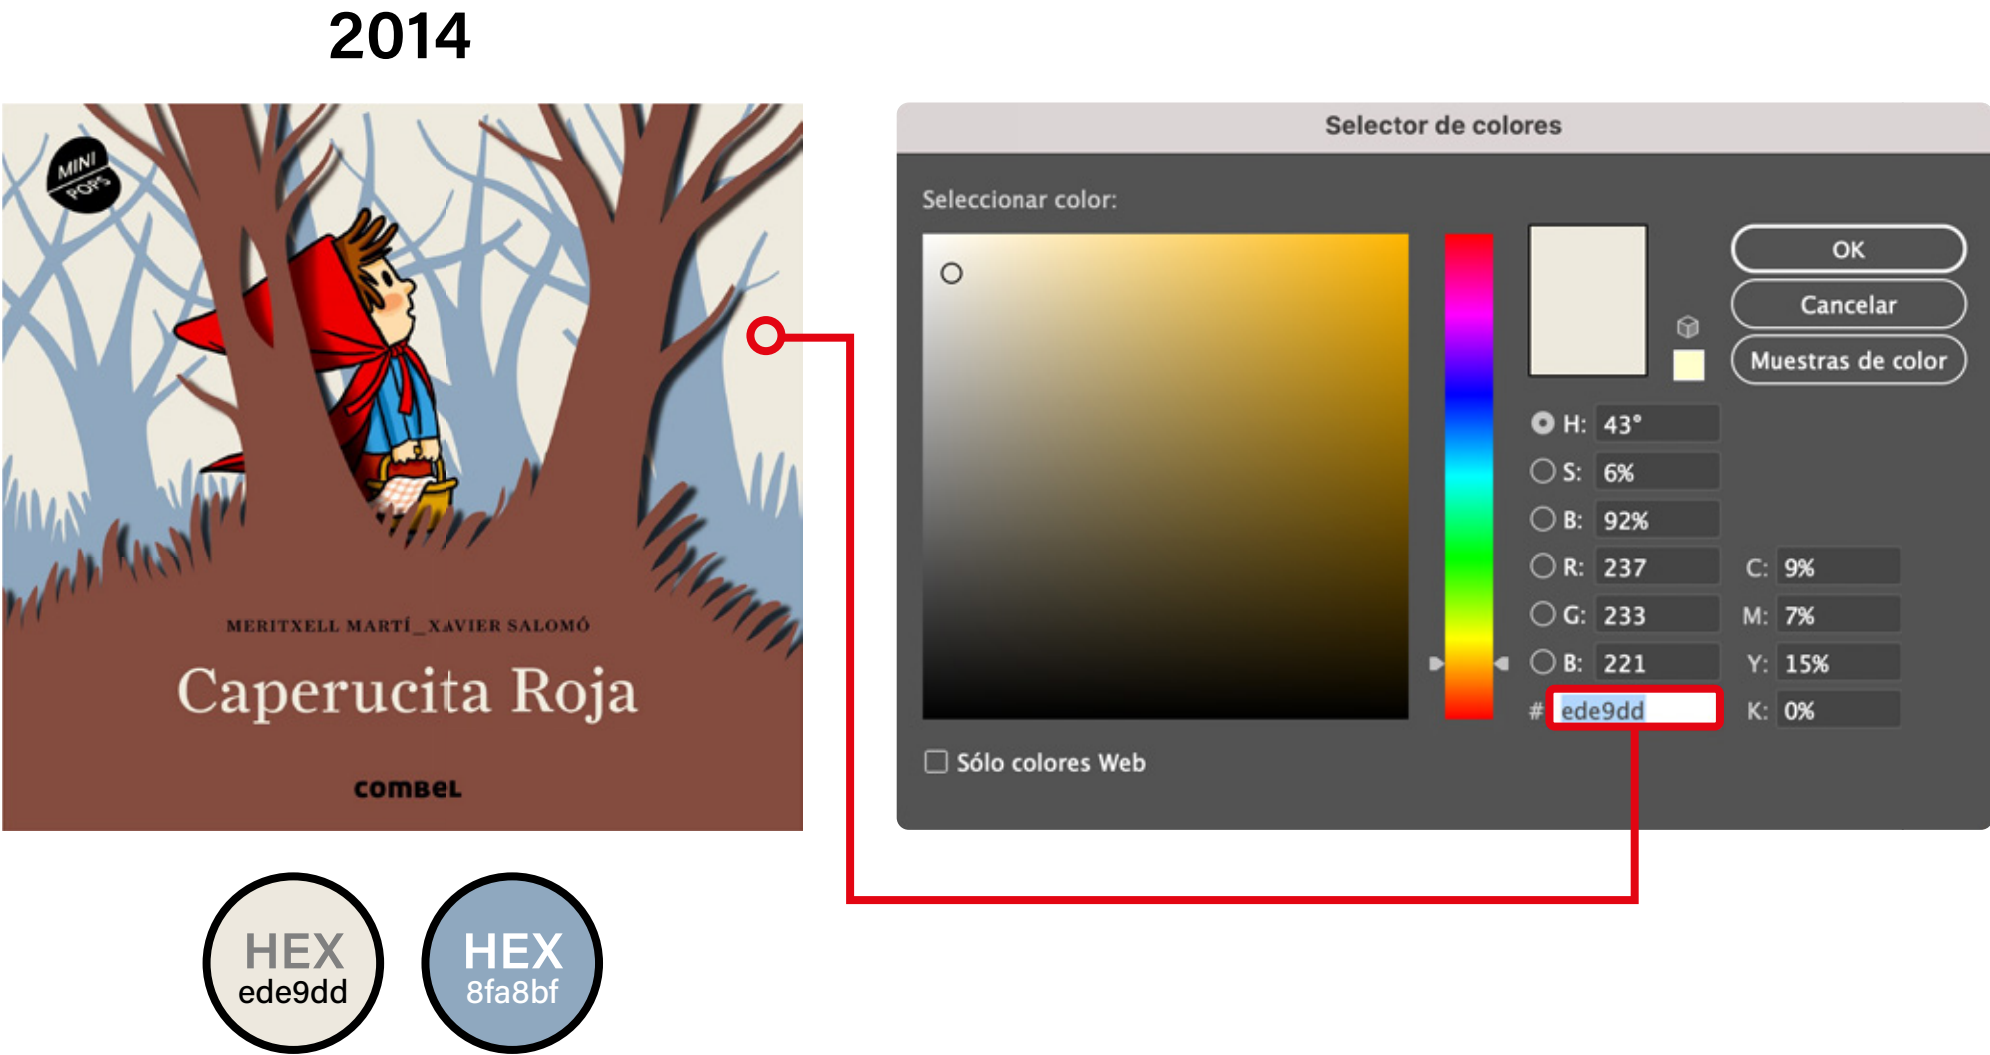 2014
MINI
POPS
MERITXELL MARTÍ_XAVIER SALOMÓ
Caperucita Roja
COMBEL
HEX
ede9dd
HEX
8fa8bf
Selector de colores
Seleccionar color:
OK
Cancelar
Muestras de color
H: 43°
S: 6%
B: 92%
R: 237 C: 9%
G: 233 M: 7%
B: 221 Y: 15%
# ede9dd K: 0%
Sólo colores Web